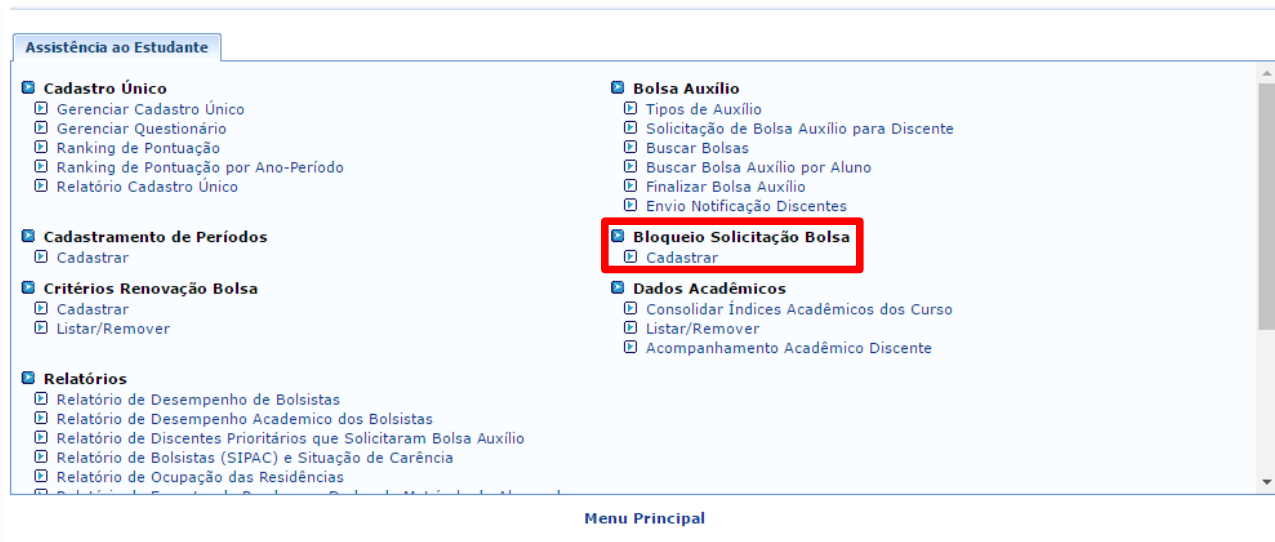 Assistência ao Estudante
Cadastro Único
Gerenciar Cadastro Único
Gerenciar Questionário
Ranking de Pontuação
Ranking de Pontuação por Ano-Período
Relatório Cadastro Único
Bolsa Auxílio
Tipos de Auxílio
Solicitação de Bolsa Auxílio para Discente
Buscar Bolsas
Buscar Bolsa Auxílio por Aluno
Finalizar Bolsa Auxílio
Envio Notificação Discentes
Cadastramento de Períodos
Cadastrar
Bloqueio Solicitação Bolsa
Cadastrar
Critérios Renovação Bolsa
Cadastrar
Listar/Remover
Dados Acadêmicos
Consolidar Índices Acadêmicos dos Curso
Listar/Remover
Acompanhamento Acadêmico Discente
Relatórios
Relatório de Desempenho de Bolsistas
Relatório de Desempenho Academico dos Bolsistas
Relatório de Discentes Prioritários que Solicitaram Bolsa Auxílio
Relatório de Bolsistas (SIPAC) e Situação de Carência
Relatório de Ocupação das Residências
Menu Principal